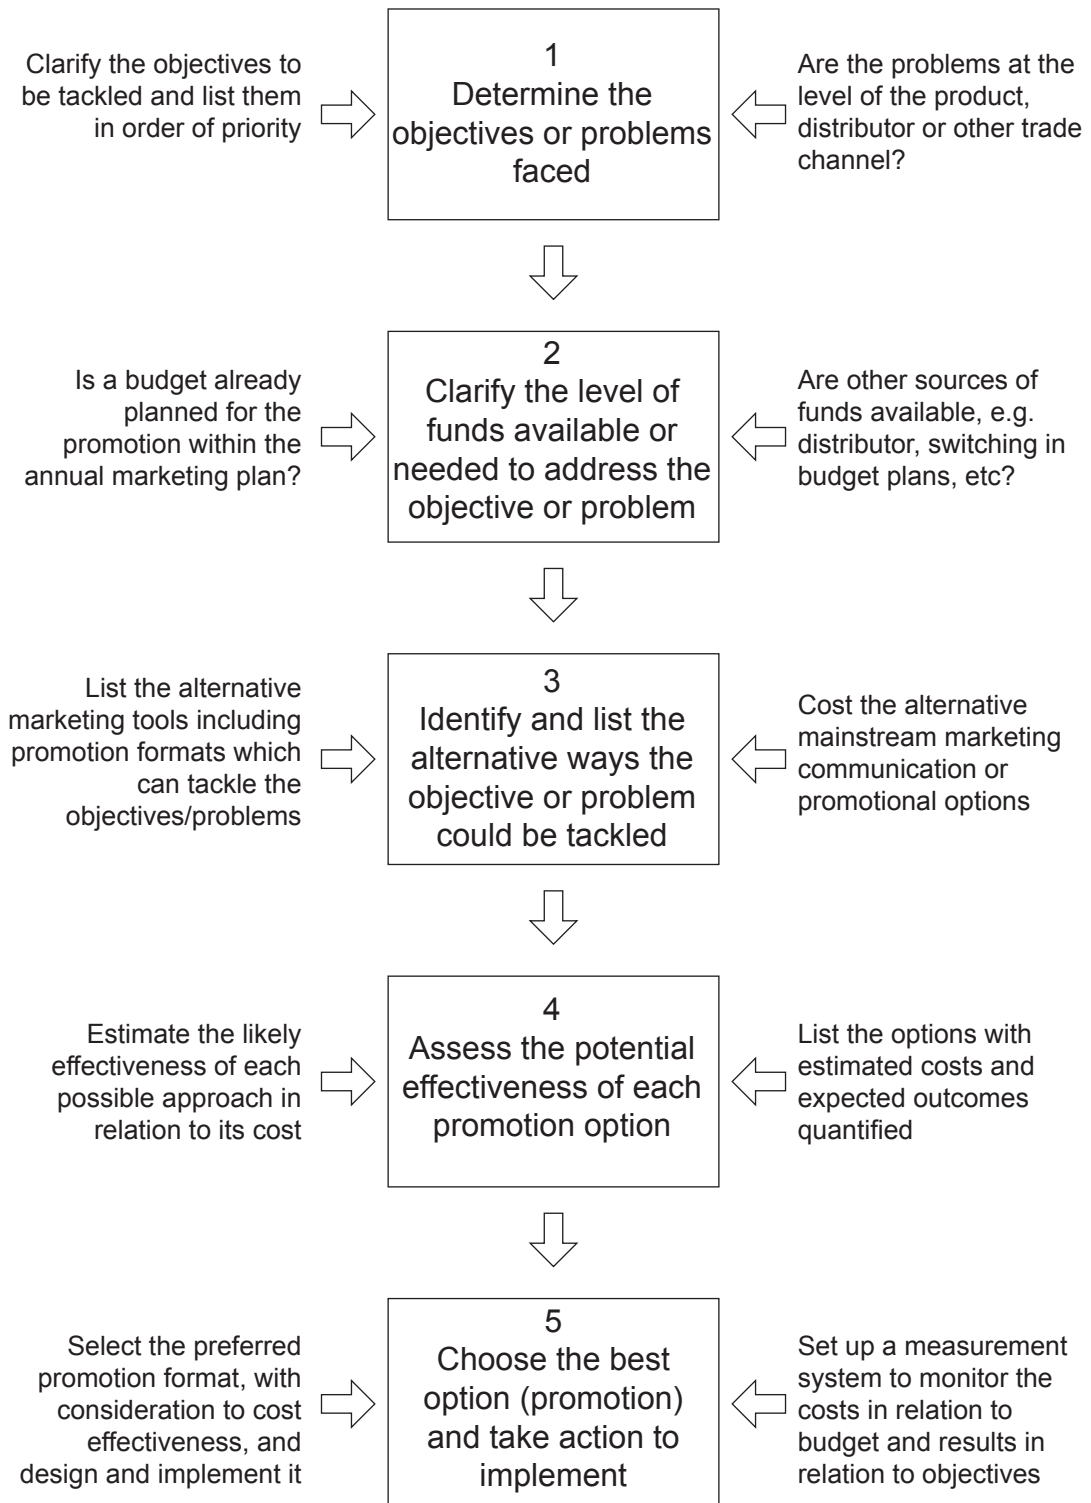 Clarify the objectives to
be tackled and list them
in order of priority
1
Determine the
objectives or problems
faced
Are the problems at the
level of the product,
distributor or other trade
channel?
Is a budget already
planned for the
promotion within the
annual marketing plan?
2
Clarify the level of
funds available or
needed to address the
objective or problem
Are other sources of
funds available, e.g.
distributor, switching in
budget plans, etc?
List the alternative
marketing tools including
promotion formats which
can tackle the
objectives/problems
3
Identify and list the
alternative ways the
objective or problem
could be tackled
Cost the alternative
mainstream marketing
communication or
promotional options
Estimate the likely
effectiveness of each
possible approach in
relation to its cost
4
Assess the potential
effectiveness of each
promotion option
List the options with
estimated costs and
expected outcomes
quantified
Select the preferred
promotion format, with
consideration to cost
effectiveness, and
design and implement it
5
Choose the best
option (promotion)
and take action to
implement
Set up a measurement
system to monitor the
costs in relation to
budget and results in
relation to objectives